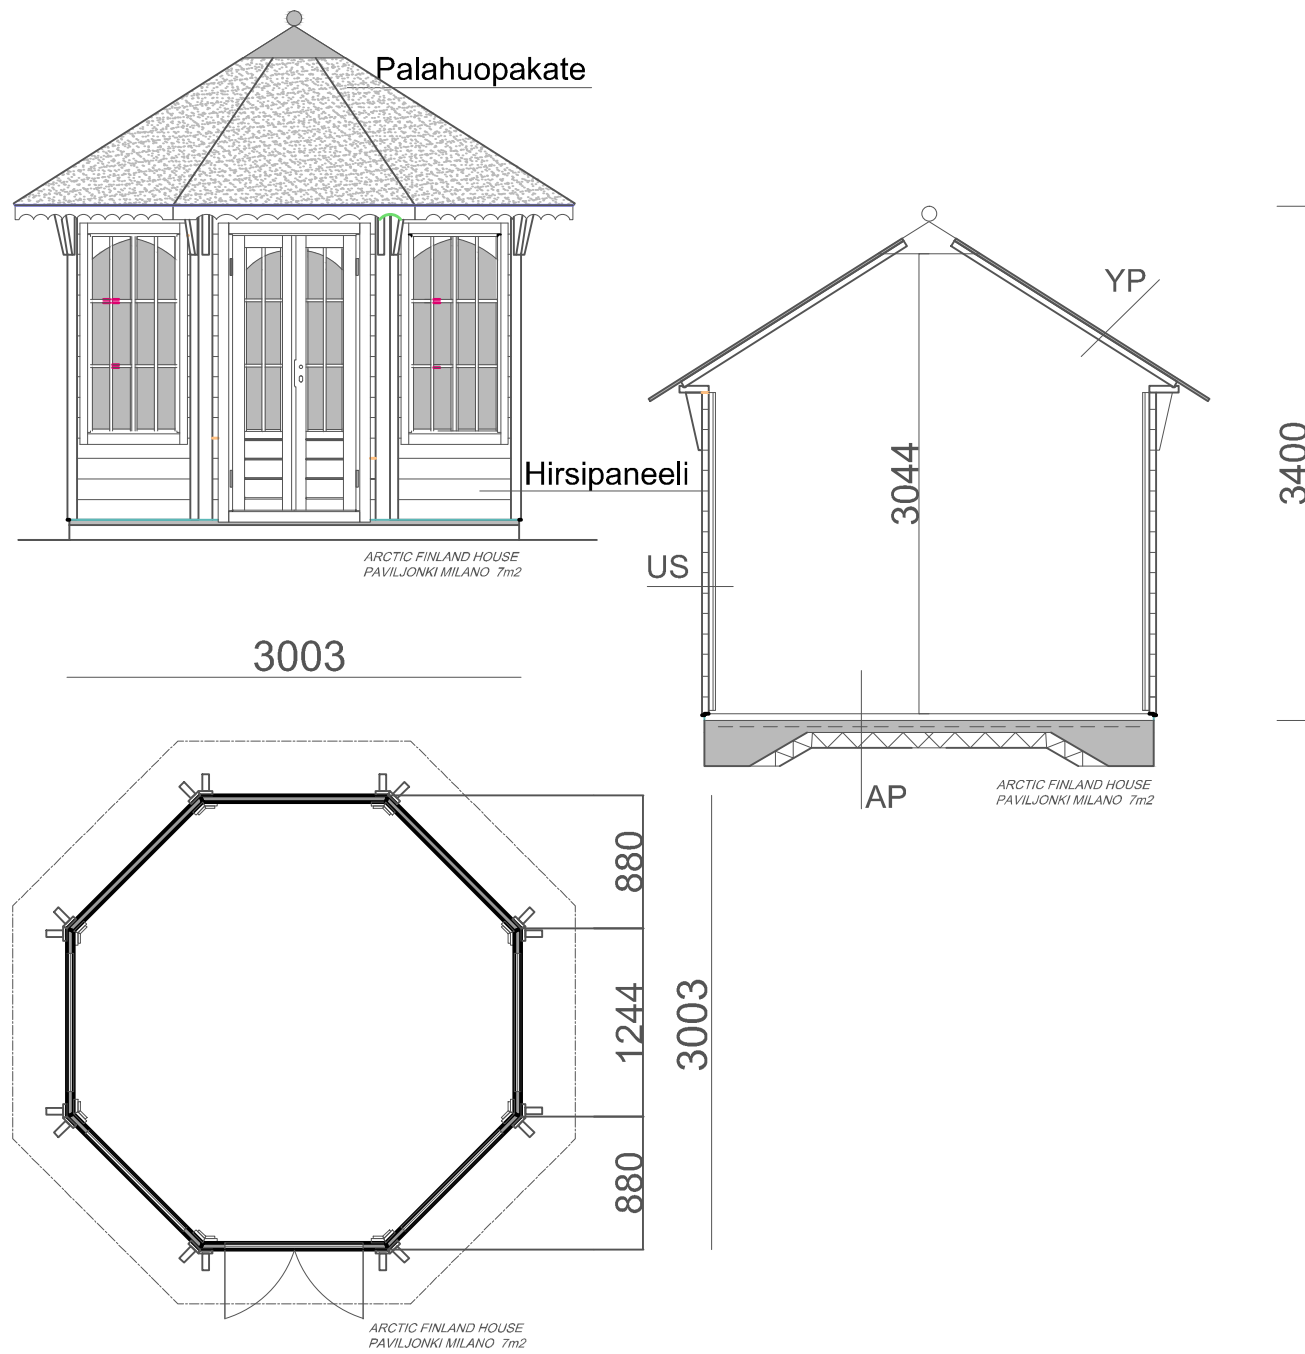 Palahuopakate
Hirsipaneeli
ARCTIC FINLAND HOUSE
PAVILJONKI MILANO 7m2
YP
3044
3400
US
AP
ARCTIC FINLAND HOUSE
PAVILJONKI MILANO 7m2
3003
880
1244
880
3003
ARCTIC FINLAND HOUSE
PAVILJONKI MILANO 7m2